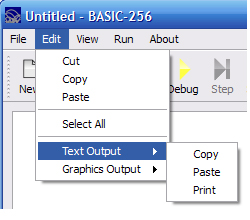 Untitled - BASIC-256
File Edit View Run About
Cut
Copy
Paste
Select All
Text Output
Graphics Output
Copy
Paste
Print
Debug Step